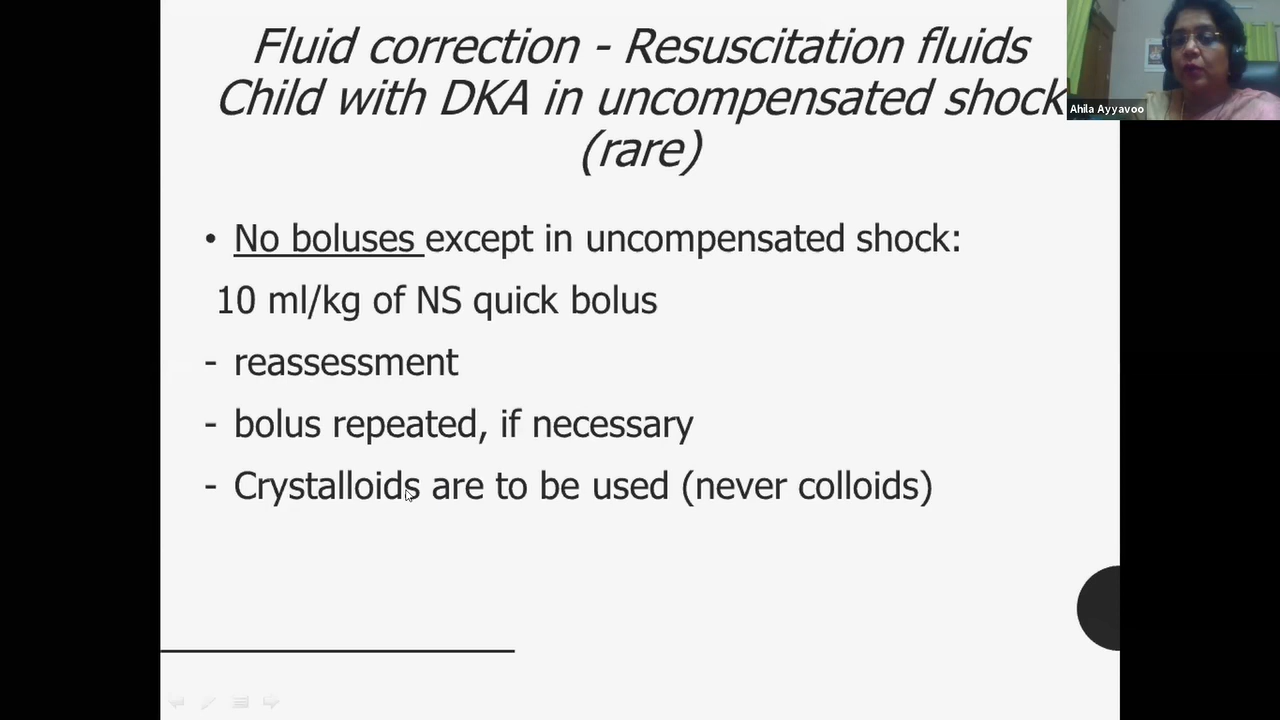 Fluid correction - Resuscitation fluids
Child with DKA in uncompensated shock
(rare)
Ahila Ayyavoo
• No boluses except in uncompensated shock:
10 ml/kg of NS quick bolus
- reassessment
- bolus repeated, if necessary
- Crystalloids are to be used (never colloids)